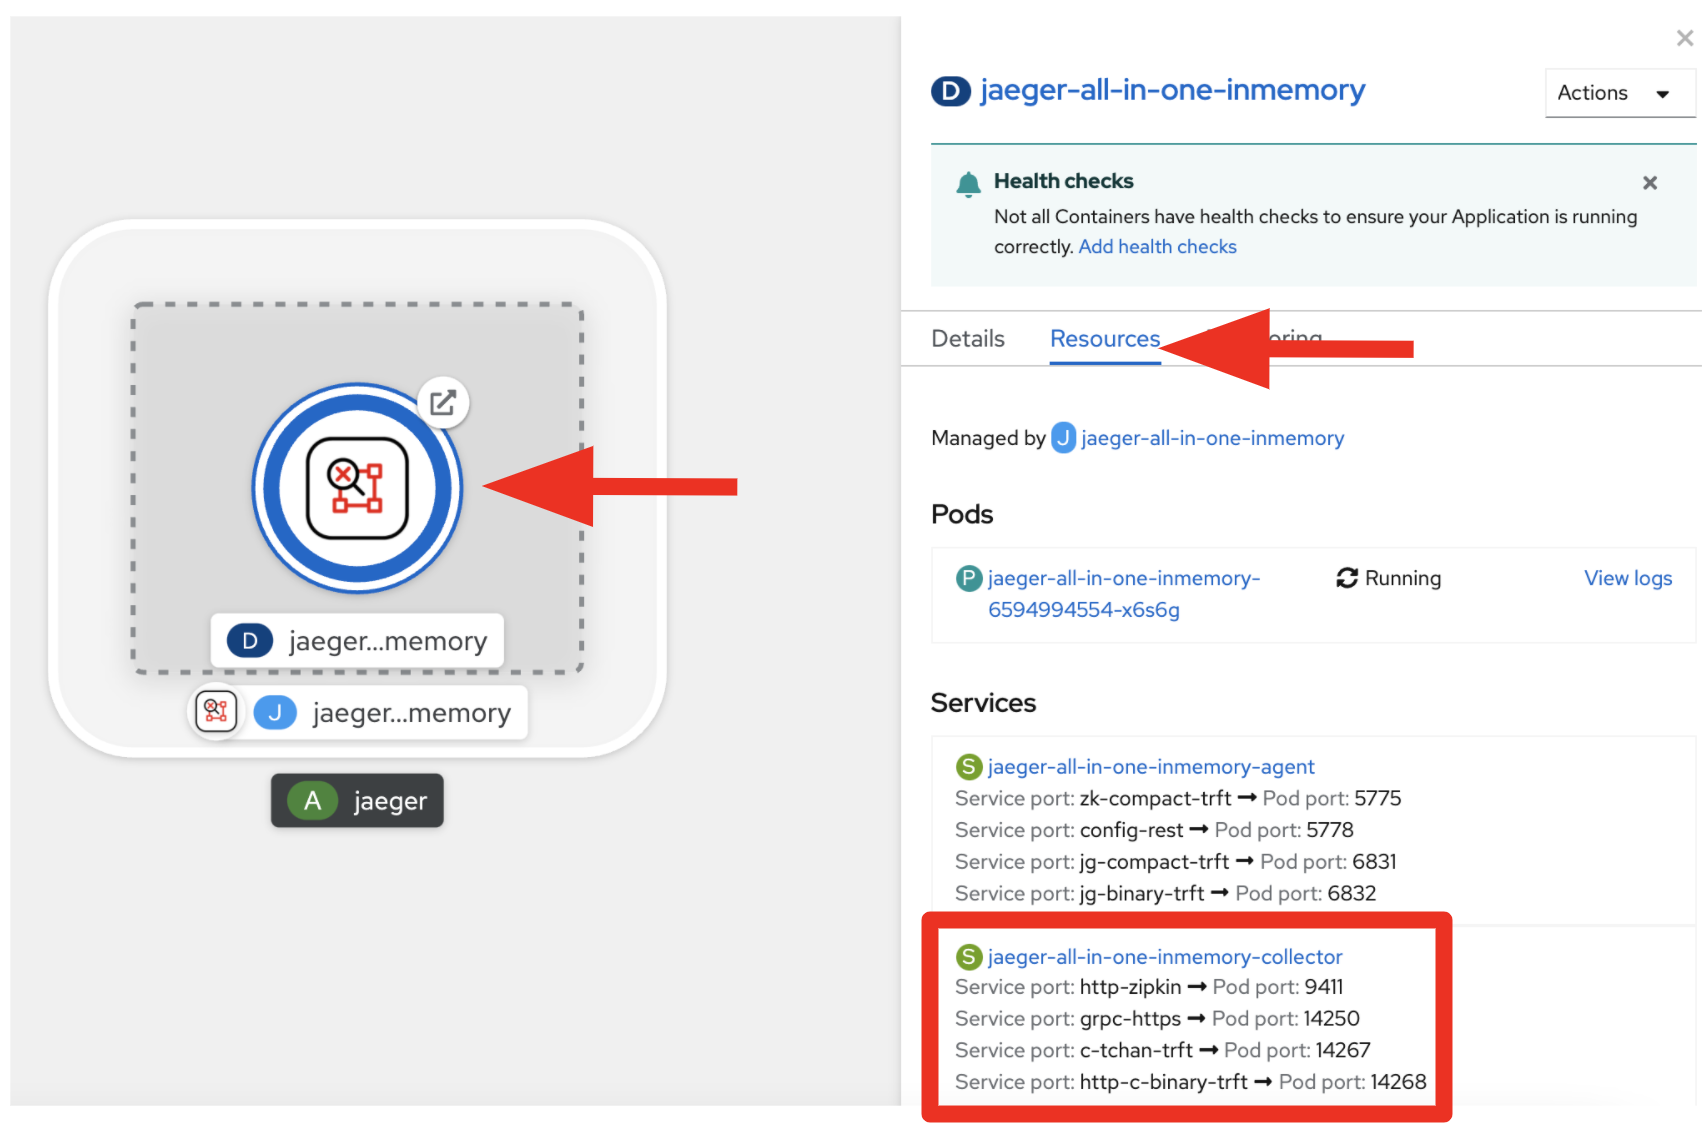 D jaeger...memory
J jaeger...memory
A jaeger
D jaeger-all-in-one-inmemory
Actions
Health checks
Not all Containers have health checks to ensure your Application is running
correctly. Add health checks
Details Resources oring
Managed by J jaeger-all-in-one-inmemory
Pods
P jaeger-all-in-one-inmemory-
6594994554-x6s6g
Running
View logs
Services
S jaeger-all-in-one-inmemory-agent
Service port: zk-compact-trft → Pod port: 5775
Service port: config-rest → Pod port: 5778
Service port: jg-compact-trft → Pod port: 6831
Service port: jg-binary-trft → Pod port: 6832
S jaeger-all-in-one-inmemory-collector
Service port: http-zipkin → Pod port: 9411
Service port: grpc-https → Pod port: 14250
Service port: c-tchan-trft → Pod port: 14267
Service port: http-c-binary-trft → Pod port: 14268